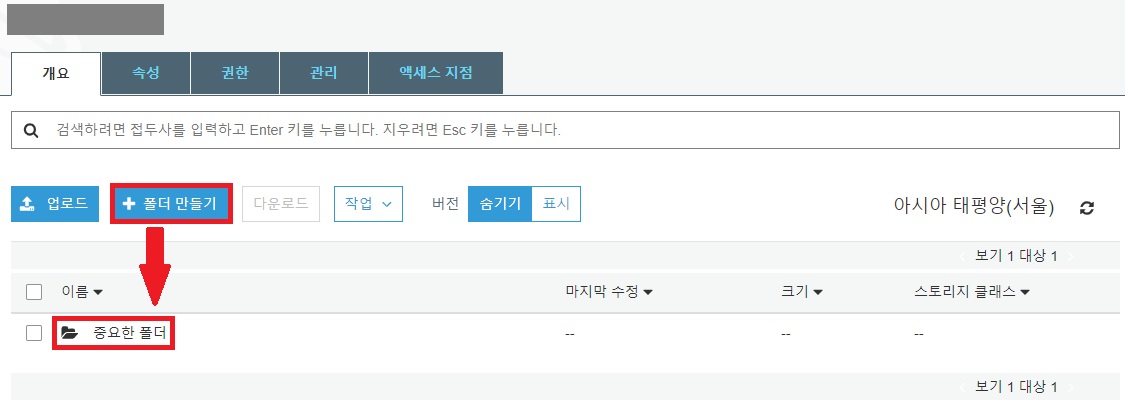 개요 속성 권한 관리 액세스 지점
검색하려면 접두사를 입력하고 Enter 키를 누릅니다. 지우려면 Esc 키를 누릅니다.
업로드 폴더 만들기 다운로드 작업 버전 숨기기 표시 아시아 태평양(서울)
보기 1 대상 1
이름 마지막 수정 크기 스토리지 클래스
중요한 폴더 -- -- --
보기 1 대상 1